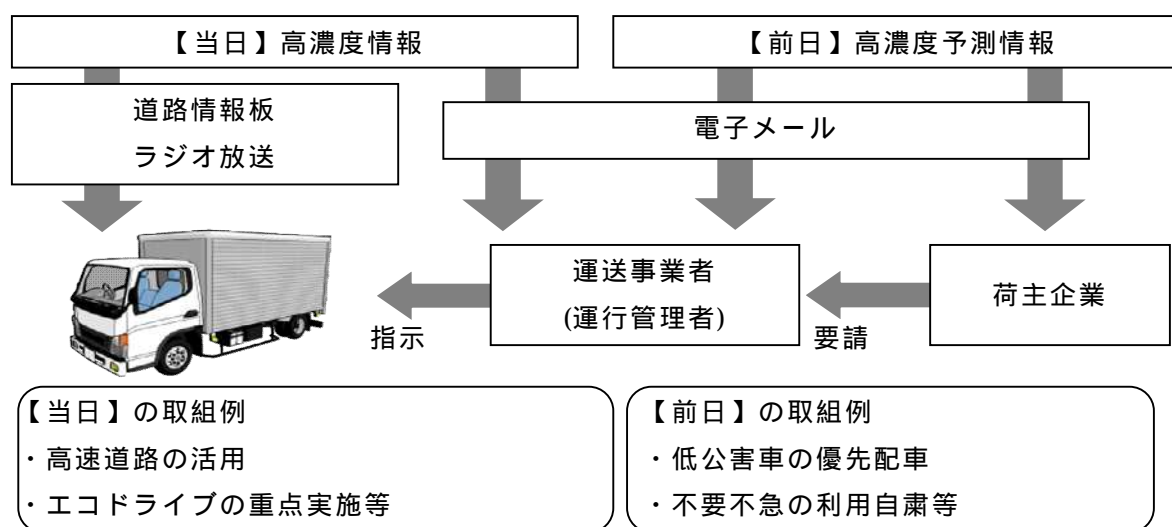 【当日】高濃度情報
【前日】高濃度予測情報
道路情報板
ラジオ放送
電子メール
運送事業者
(運行管理者)
荷主企業
指示
要請
【当日】の取組例
・高速道路の活用
・エコドライブの重点実施等
【前日】の取組例
・低公害車の優先配車
・不要不急の利用自粛等